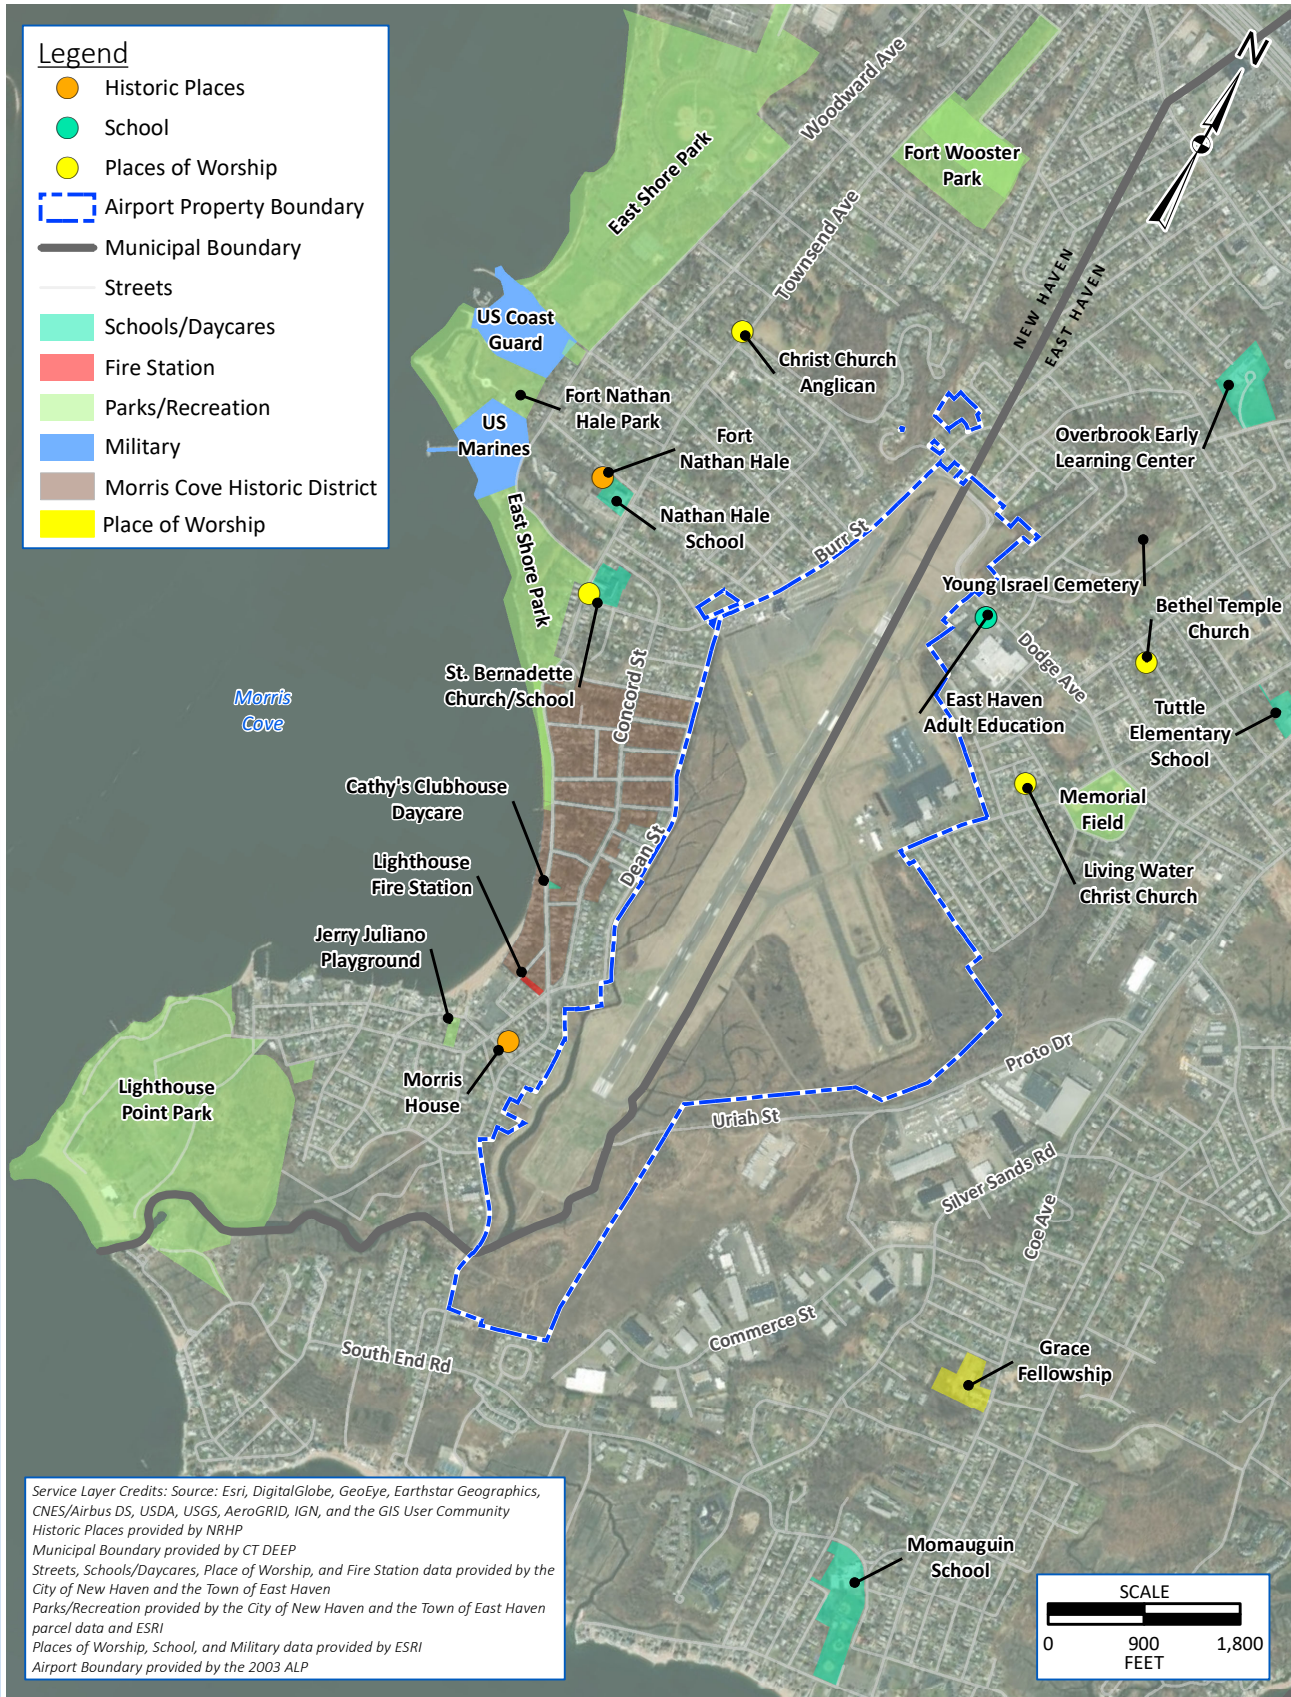 Legend
Historic Places
School
Places of Worship
Airport Property Boundary
Municipal Boundary
Streets
Schools/Daycares
Fire Station
Parks/Recreation
Military
Morris Cove Historic District
Place of Worship
N
Woodward Ave
East Shore Park
Fort Wooster
Park
Townsend Ave
NEW HAVEN
EAST HAVEN
US Coast
Guard
Christ Church
Anglican
Fort Nathan
Hale Park
US
Marines
Fort
Nathan Hale
Overbrook Early
Learning Center
Nathan Hale
School
East Shore Park
Burr St
Young Israel Cemetery
Bethel Temple
Church
Dodge Ave
St. Bernadette
Church/School
Concord St
East Haven
Adult Education
Tuttle
Elementary
School
Morris
Cove
Cathy's Clubhouse
Daycare
Memorial
Field
Dean St
Lighthouse
Fire Station
Living Water
Christ Church
Jerry Juliano
Playground
Proto Dr
Morris
House
Lighthouse
Point Park
Uriah St
Silver Sands Rd
Coe Ave
Commerce St
South End Rd
Grace
Fellowship
Momauguin
School
Service Layer Credits: Source: Esri, DigitalGlobe, GeoEye, Earthstar Geographics,
CNES/Airbus DS, USDA, USGS, AeroGRID, IGN, and the GIS User Community
Historic Places provided by NRHP
Municipal Boundary provided by CT DEEP
Streets, Schools/Daycares, Place of Worship, and Fire Station data provided by the
City of New Haven and the Town of East Haven
Parks/Recreation provided by the City of New Haven and the Town of East Haven
parcel data and ESRI
Places of Worship, School, and Military data provided by ESRI
Airport Boundary provided by the 2003 ALP
SCALE
0 900 1,800
FEET